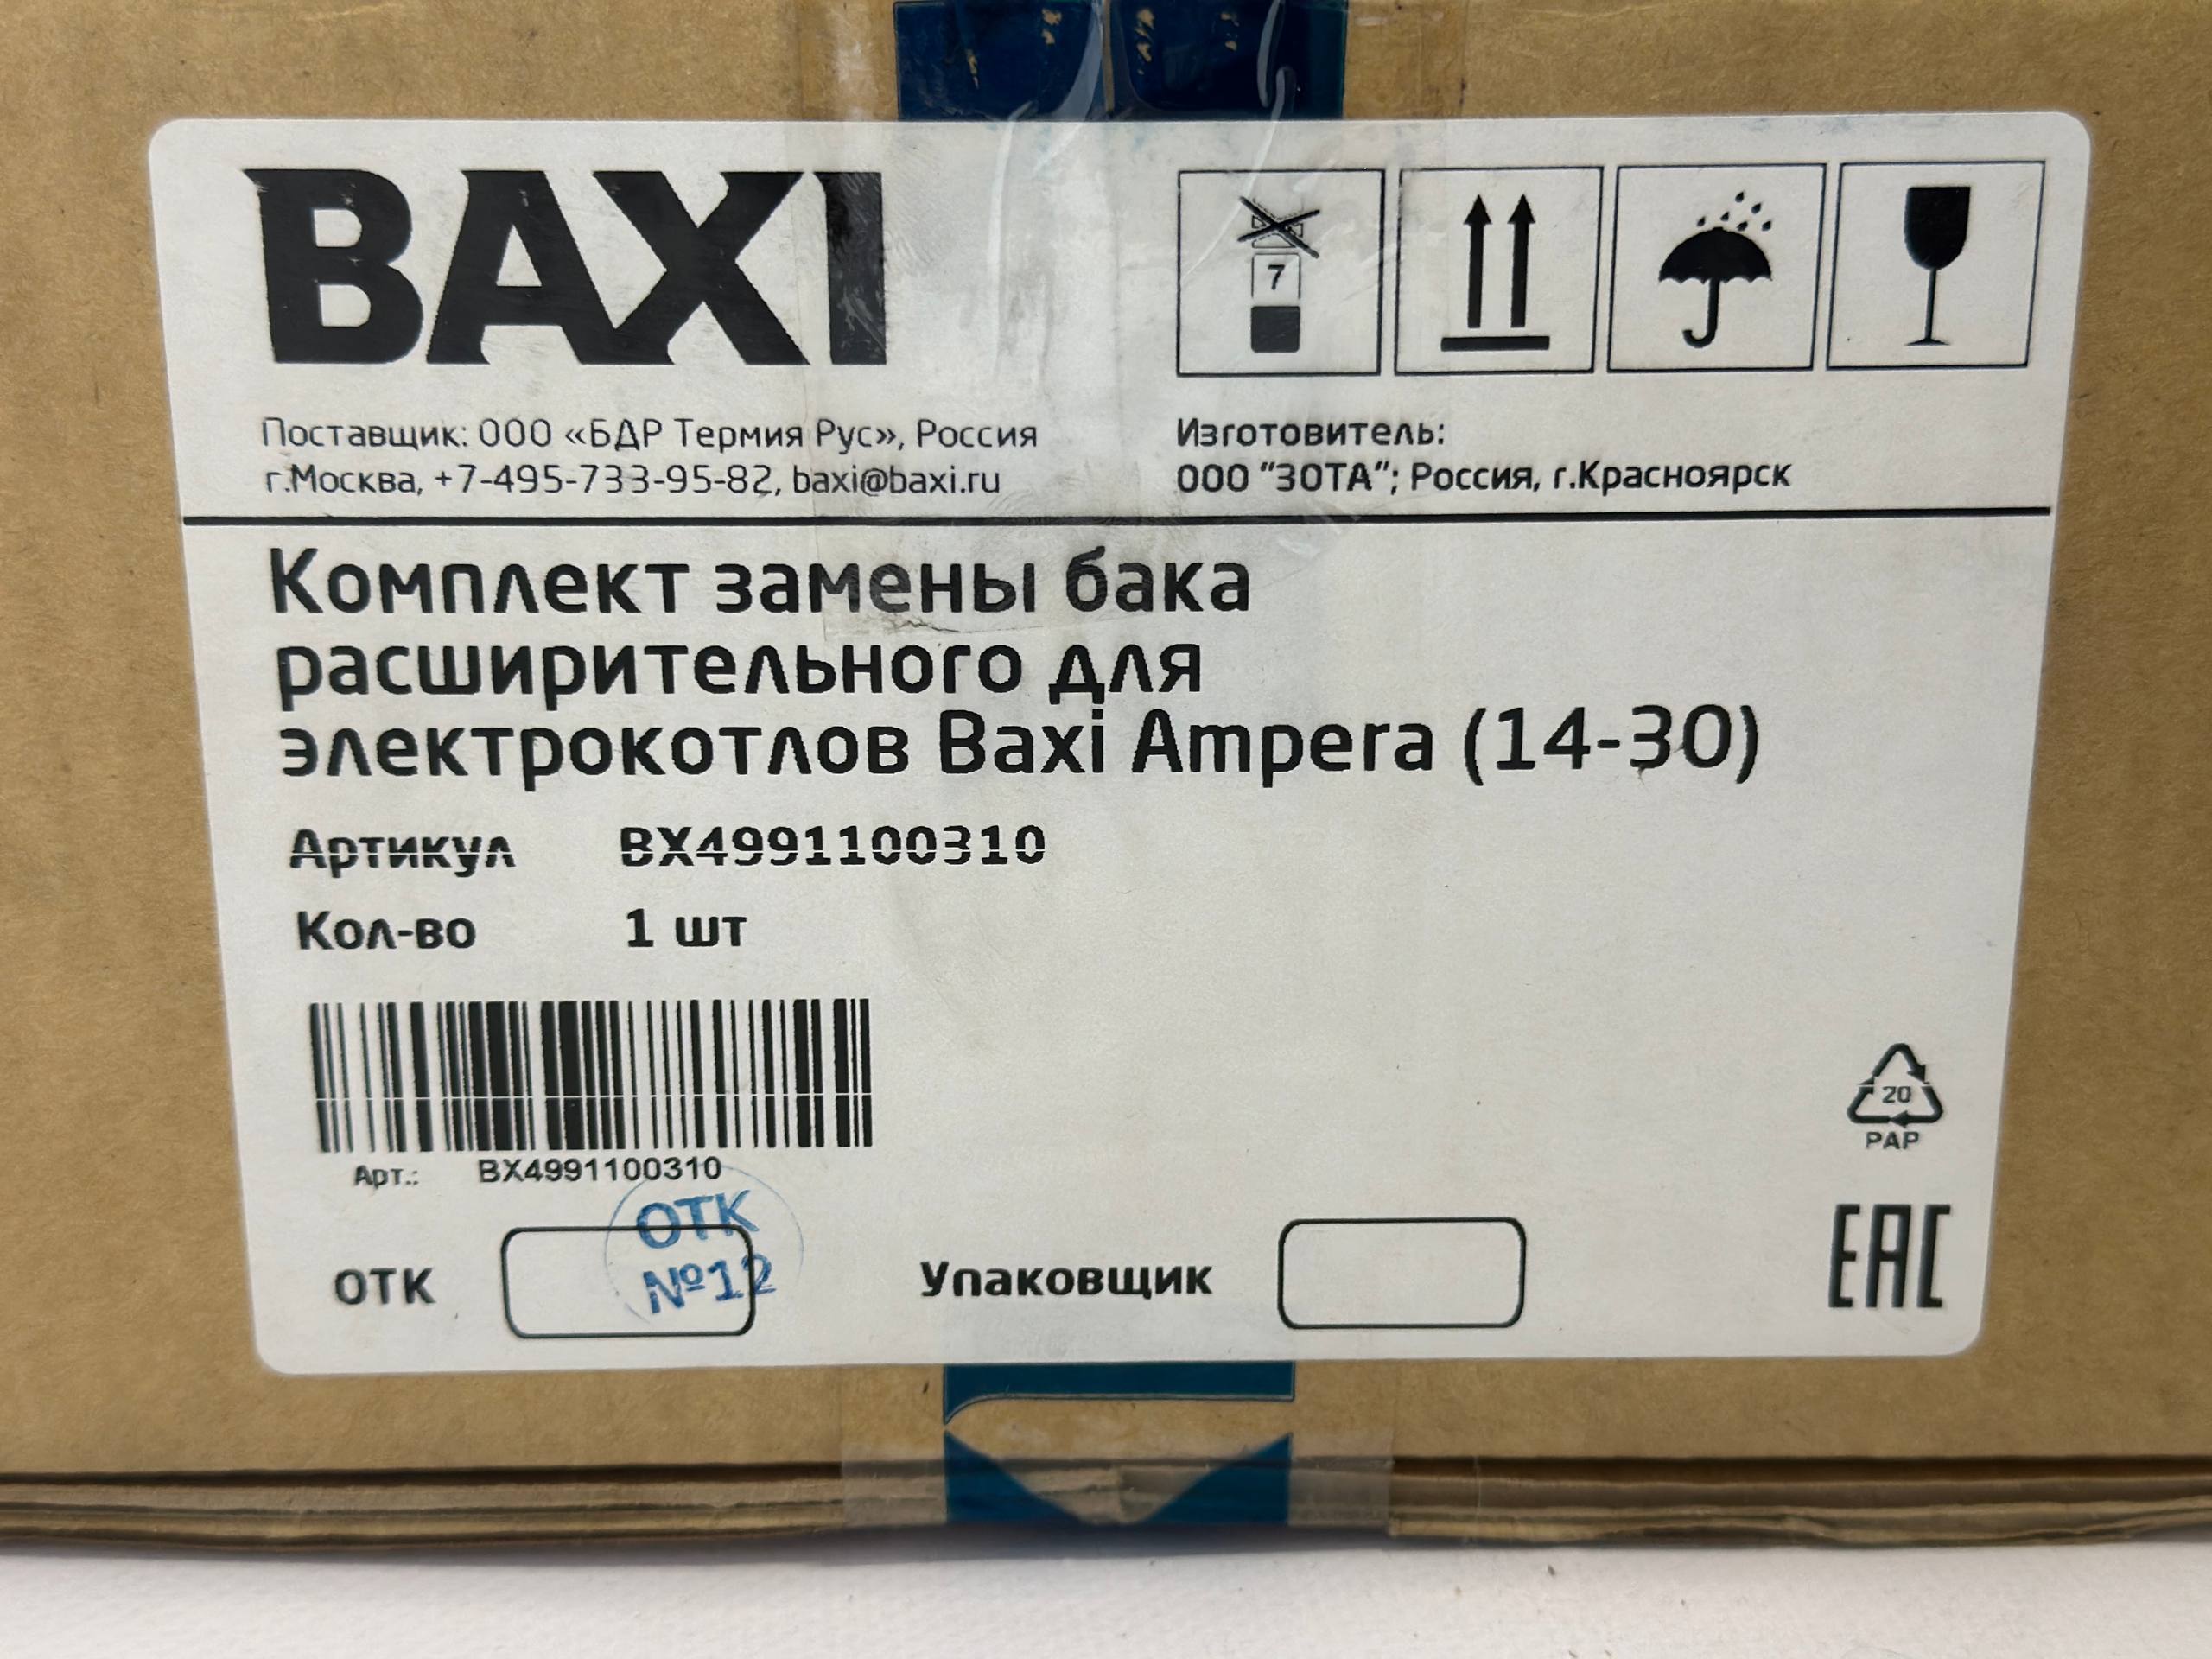 BAXI
7
Поставщик: ООО «БДР Термия Рус», Россия
г.Москва, +7-495-733-95-82, baxi@baxi.ru
Изготовитель:
ООО "ЗОТА"; Россия, г.Красноярск
Комплект замены бака
расширительного для
электрокотлов Baxi Ampera (14-30)
Артикул BX4991100310
Кол-во 1 шт
Арт.: BX4991100310
20
PAP
ОТК
ОТК
№12
Упаковщик
EAC